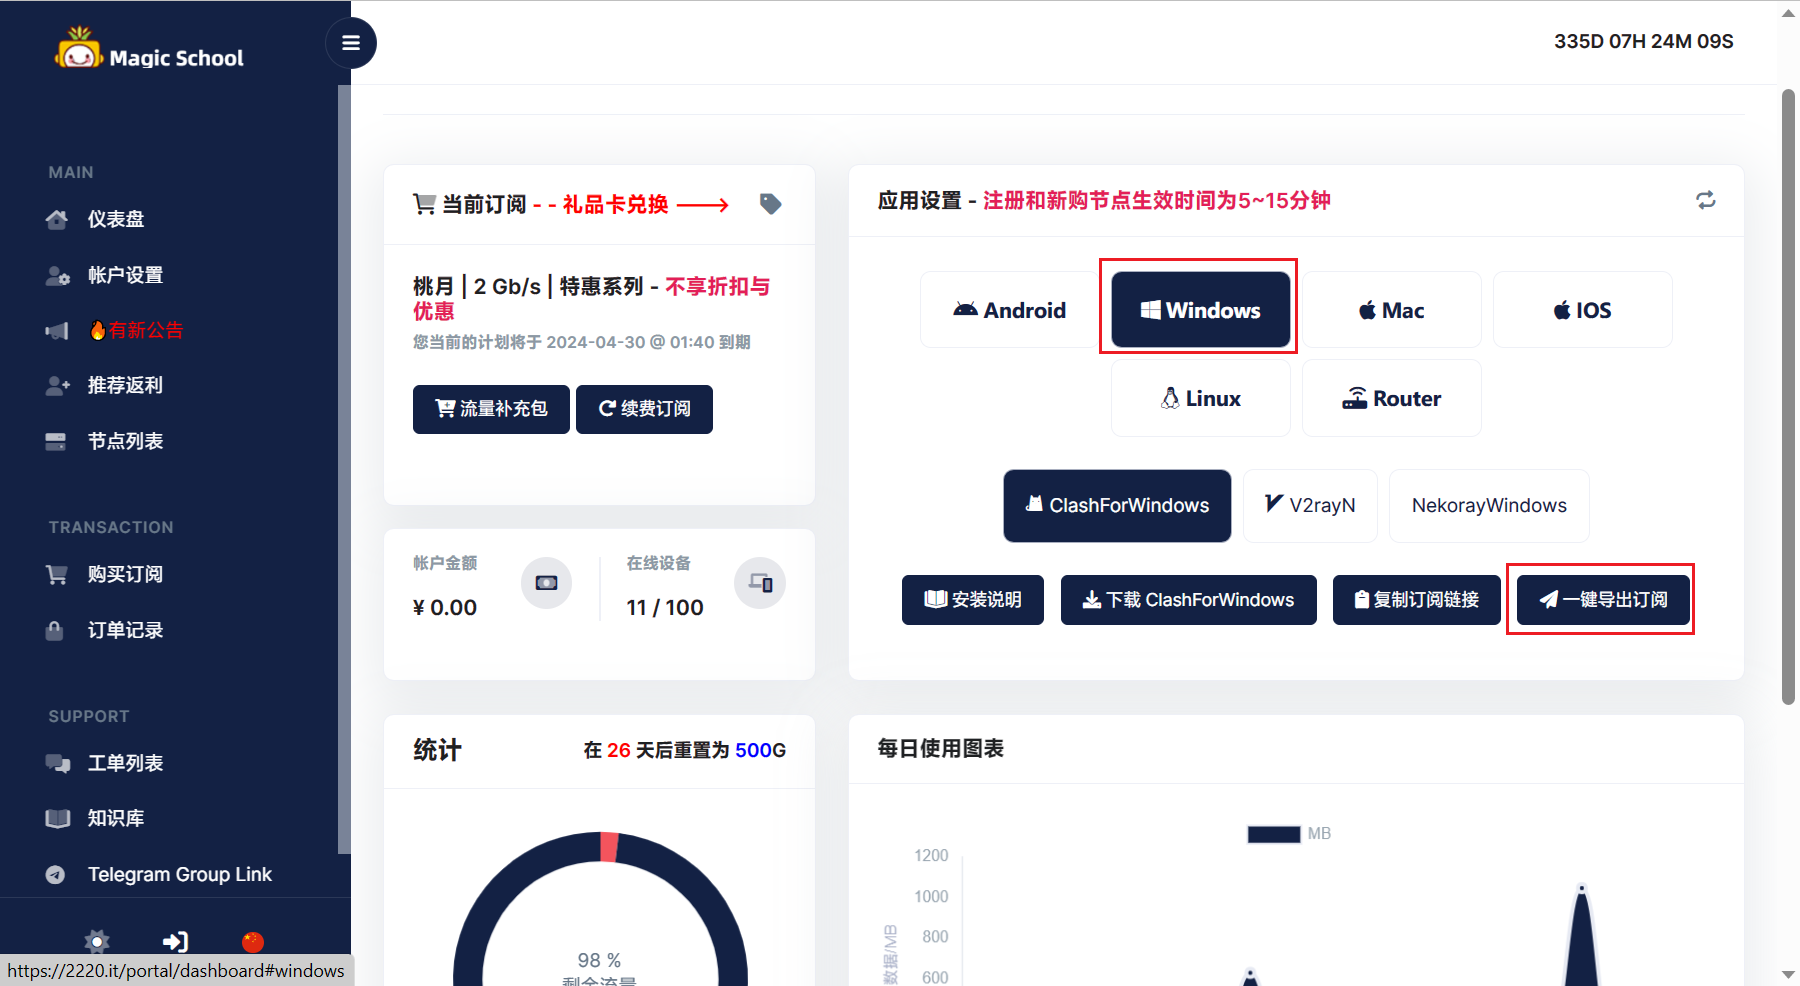 Magic School
335D 07H 24M 09S
MAIN
仪表盘
帐户设置
🔥有新公告
推荐返利
节点列表
TRANSACTION
购买订阅
订单记录
SUPPORT
工单列表
知识库
Telegram Group Link
https://2220.it/portal/dashboard#windows
当前订阅 - - 礼品卡兑换 ⟶
桃月 | 2 Gb/s | 特惠系列 - 不享折扣与
优惠
您当前的计划将于 2024-04-30 @ 01:40 到期
流量补充包
续费订阅
帐户金额
¥ 0.00
在线设备
11 / 100
应用设置 - 注册和新购节点生效时间为5~15分钟
Android
Windows
Mac
IOS
Linux
Router
ClashForWindows
V2rayN
NekorayWindows
安装说明
下载 ClashForWindows
复制订阅链接
一键导出订阅
统计
在 26 天后重置为 500G
98 %
剩余流量
每日使用图表
MB
1200
1000
800
600
数据/MB